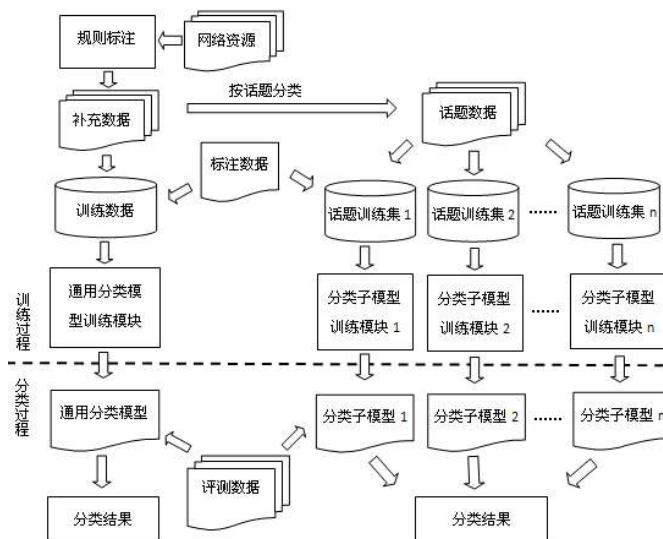 规则标注
网络资源
补充数据
按话题分类
话题数据
标注数据
训练数据
话题训练集 1
话题训练集 2
……
话题训练集 n
通用分类模
型训练模块
分类子模型
训练模块 1
分类子模型
训练模块 2
……
分类子模型
训练模块 n
训练过程
分类过程
通用分类模型
分类子模型 1
分类子模型 2
……
分类子模型 n
评测数据
分类结果
分类结果